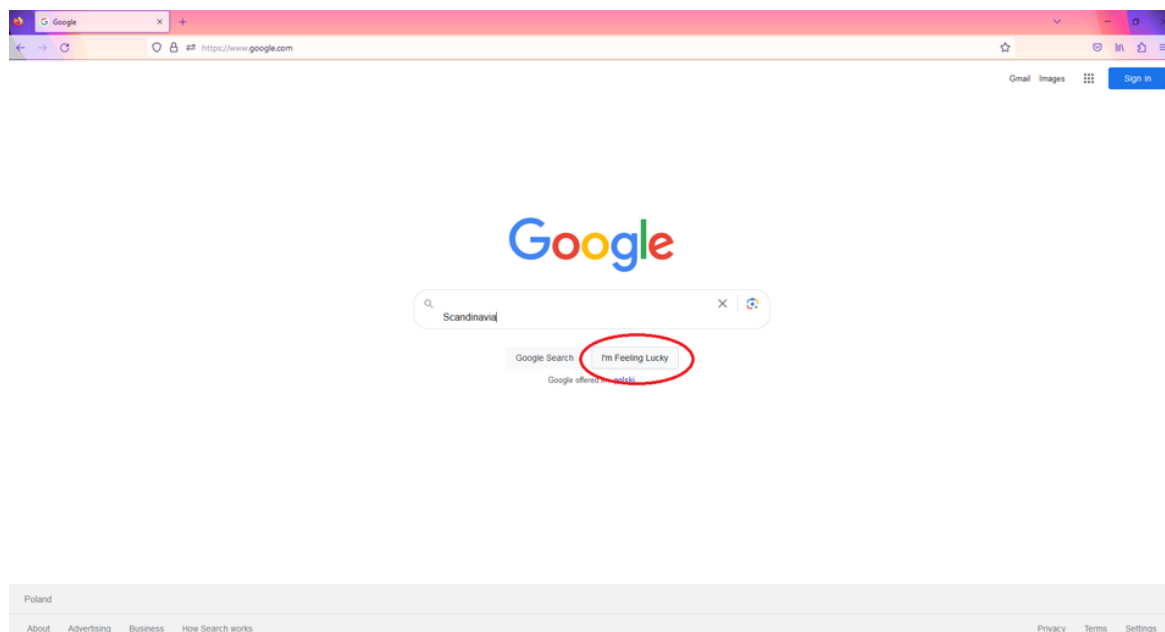 Google
https://www.google.com
Gmail Images
Sign in
Google
Scandinavia
Google Search I'm Feeling Lucky
Google offered in: polski
Poland
About Advertising Business How Search works
Privacy Terms Settings